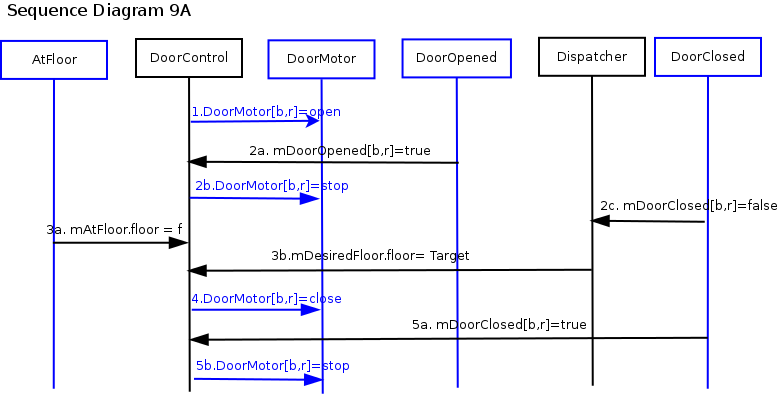 Sequence Diagram 9A
AtFloor
DoorControl
DoorMotor
DoorOpened
Dispatcher
DoorClosed
1.DoorMotor[b,r]=open
2a. mDoorOpened[b,r]=true
2b.DoorMotor[b,r]=stop
2c. mDoorClosed[b,r]=false
3a. mAtFloor.floor = f
3b.mDesiredFloor.floor= Target
4.DoorMotor[b,r]=close
5a. mDoorClosed[b,r]=true
5b.DoorMotor[b,r]=stop